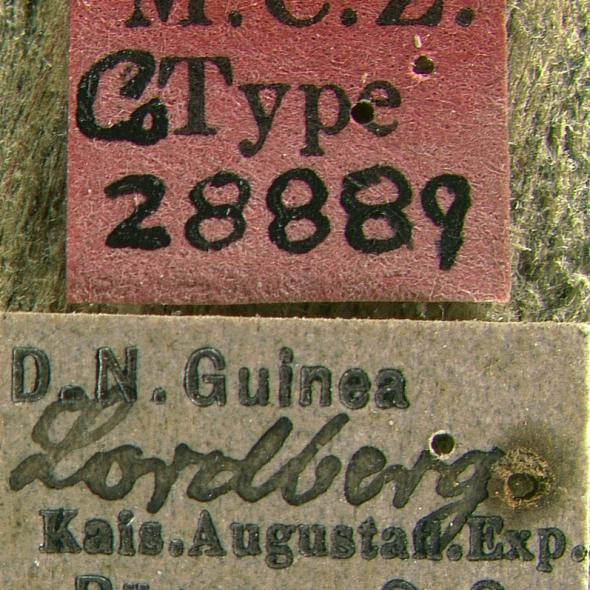 M.C.Z.
CoType
28889
D.N.Guinea
Lordberg
Kais.Augustafl.Exp.